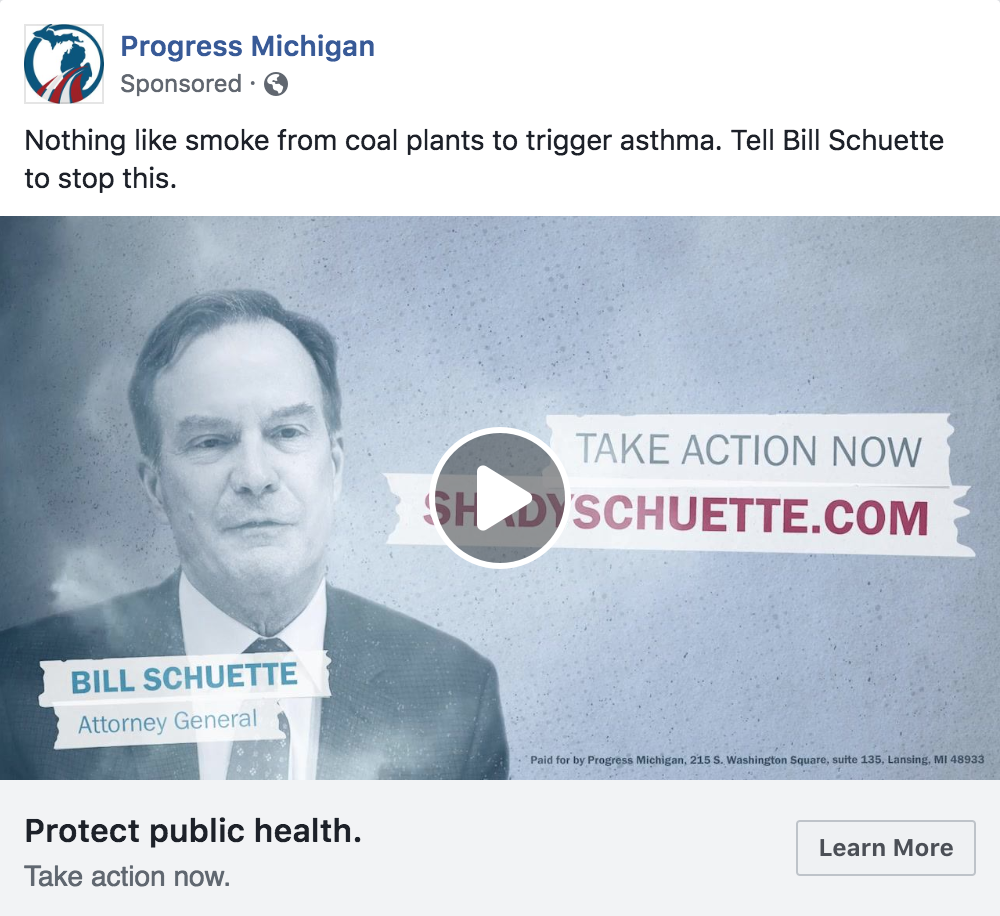 Progress Michigan
Sponsored ·
Nothing like smoke from coal plants to trigger asthma. Tell Bill Schuette
to stop this.
TAKE ACTION NOW
SHADYSCHUETTE.COM
BILL SCHUETTE
Attorney General
Paid for by Progress Michigan, 215 S. Washington Square, suite 135, Lansing, MI 48933
Protect public health.
Take action now.
Learn More